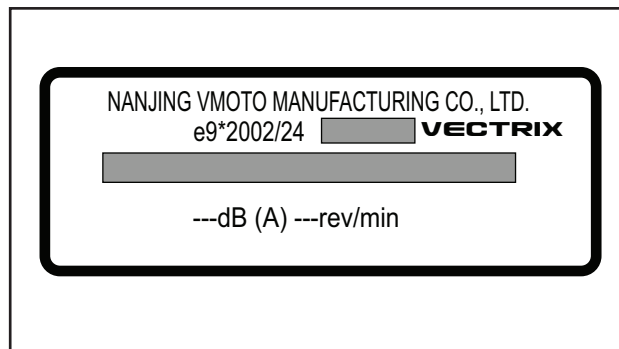 NANJING VMOTO MANUFACTURING CO., LTD.
e9*2002/24 VECTRIX
---dB (A) ---rev/min